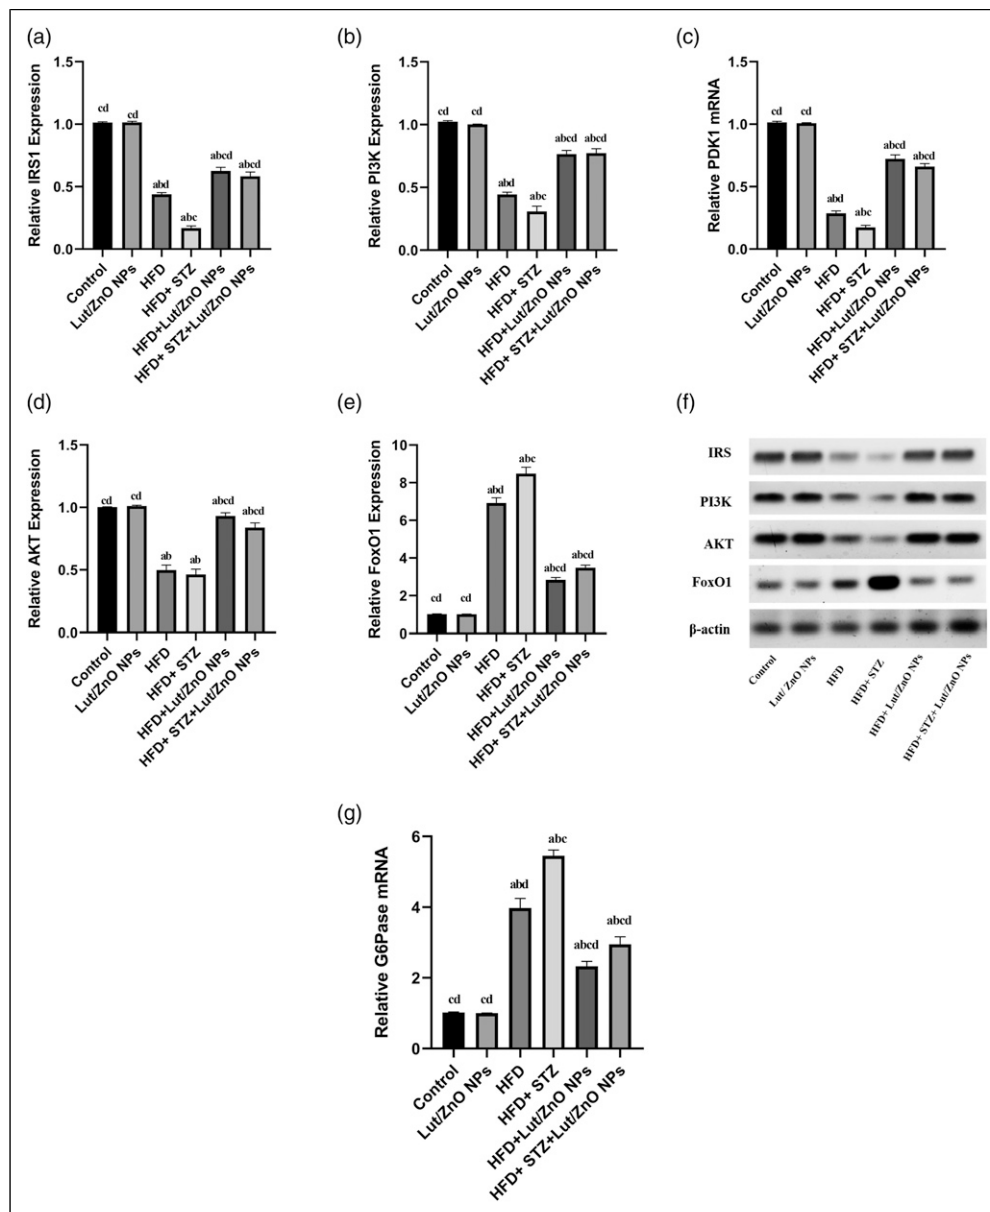 (a)
Relative IRS1 Expression
1.5
1.0
0.5
0.0
cd
cd
abd
abc
abcd
abcd
Control
Lut/ZnO NPs
HFD
HFD+ STZ
HFD+Lut/ZnO NPs
HFD+ STZ+Lut/ZnO NPs
(b)
Relative PI3K Expression
1.5
1.0
0.5
0.0
cd
cd
abd
abc
abcd
abcd
Control
Lut/ZnO NPs
HFD
HFD+ STZ
HFD+Lut/ZnO NPs
HFD+ STZ+Lut/ZnO NPs
(c)
Relative PDK1 mRNA
1.5
1.0
0.5
0.0
cd
cd
abd
abc
abcd
abcd
Control
Lut/ZnO NPs
HFD
HFD+ STZ
HFD+Lut/ZnO NPs
HFD+ STZ+Lut/ZnO NPs
(d)
Relative AKT Expression
1.5
1.0
0.5
0.0
cd
cd
ab
ab
abcd
abcd
Control
Lut/ZnO NPs
HFD
HFD+ STZ
HFD+Lut/ZnO NPs
HFD+ STZ+Lut/ZnO NPs
(e)
Relative FoxO1 Expression
10
8
6
4
2
0
cd
cd
abd
abc
abcd
abcd
Control
Lut/ZnO NPs
HFD
HFD+ STZ
HFD+Lut/ZnO NPs
HFD+ STZ+Lut/ZnO NPs
(f)
IRS
PI3K
AKT
FoxO1
β-actin
Control
Lut/ ZnO NPs
HFD
HFD+ STZ
HFD+ Lut/ZnO NPs
HFD+ STZ+ Lut/ZnO NPs
(g)
Relative G6Pase mRNA
6
4
2
0
cd
cd
abd
abc
abcd
abcd
Control
Lut/ZnO NPs
HFD
HFD+ STZ
HFD+Lut/ZnO NPs
HFD+ STZ+Lut/ZnO NPs